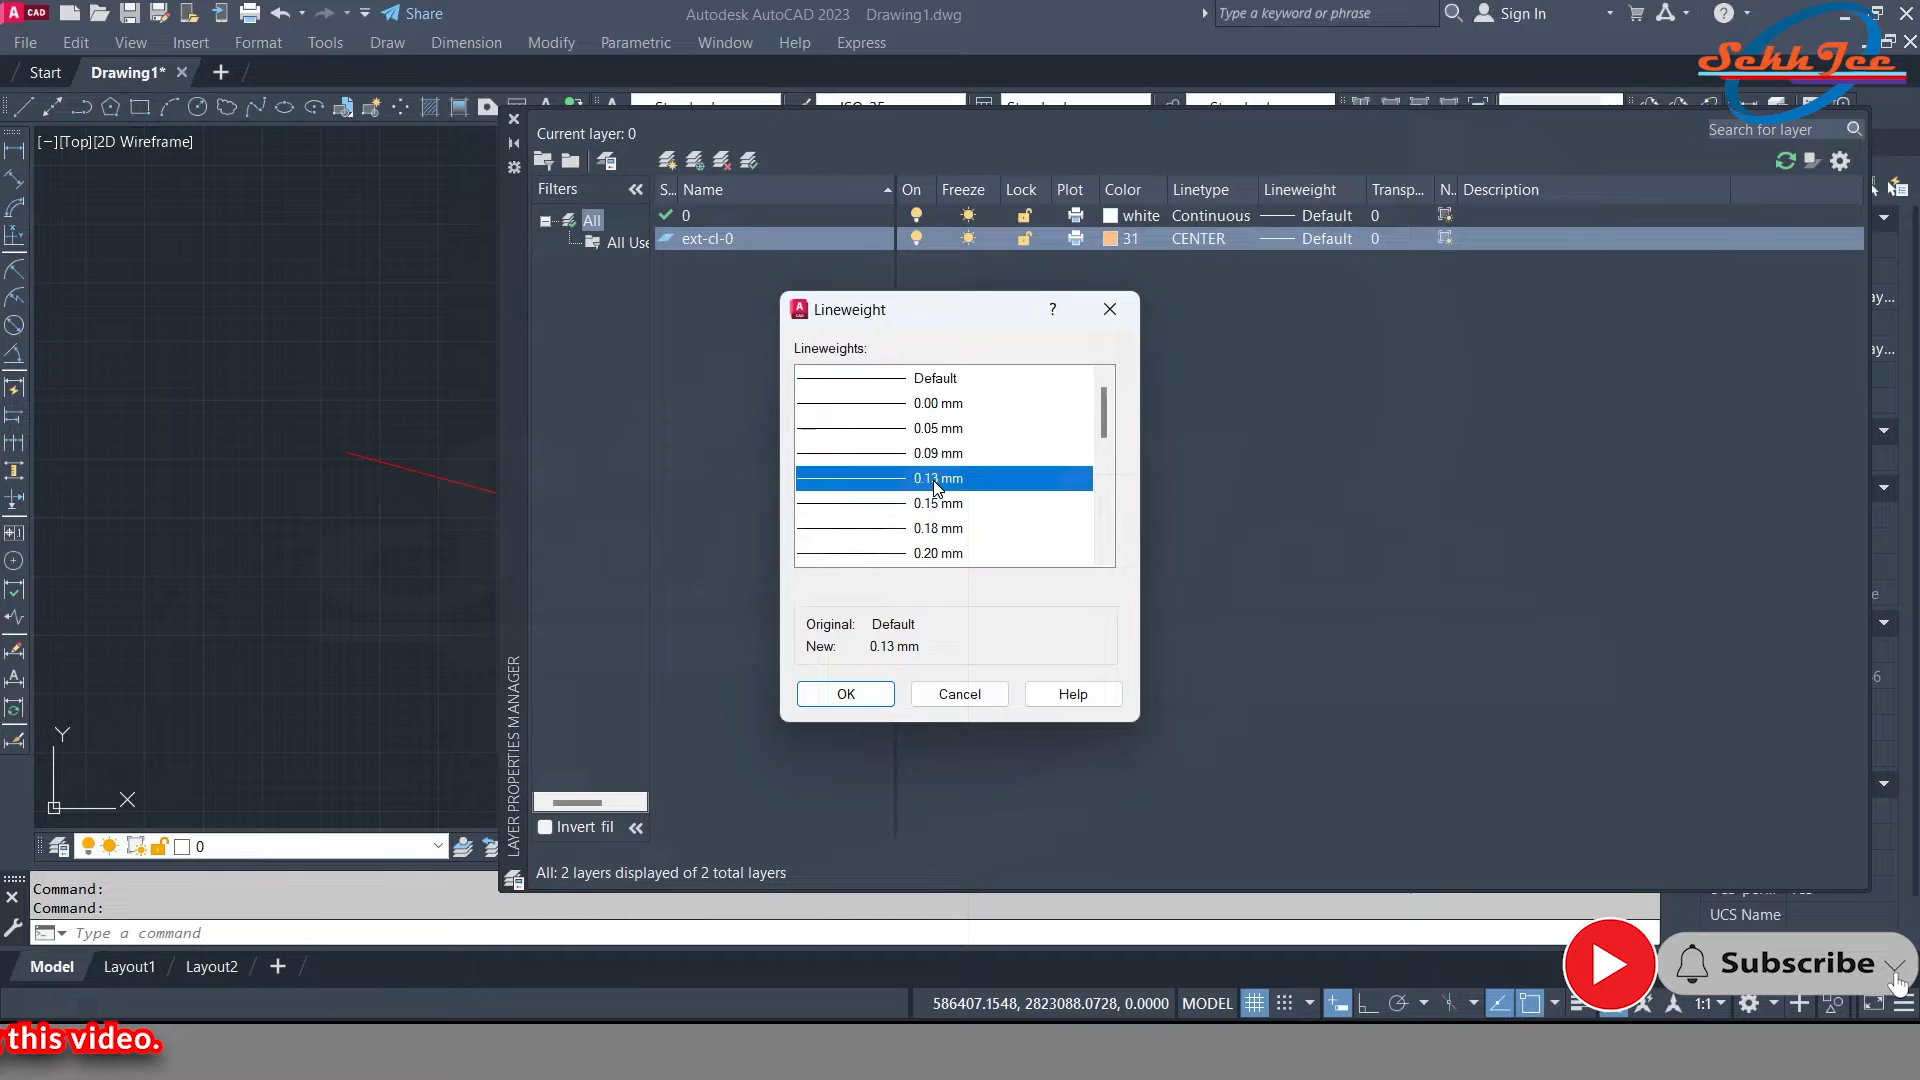 CAD
Share
Autodesk AutoCAD 2023 Drawing1.dwg
Type a keyword or phrase
Sign In
File Edit View Insert Format Tools Draw Dimension Modify Parametric Window Help Express
SekhTec
Start Drawing1*
[−][Top][2D Wireframe]
Current layer: 0
Search for layer
Filters
S... Name On Freeze Lock Plot Color Linetype Lineweight Transp... N.. Description
All
0 white Continuous Default 0
All Use
ext-cl-0 31 CENTER Default 0
Lineweight
Lineweights:
Default
0.00 mm
0.05 mm
0.09 mm
0.13 mm
0.15 mm
0.18 mm
0.20 mm
Original: Default
New: 0.13 mm
OK Cancel Help
LAYER PROPERTIES MANAGER
Y
X
Invert fil
0
All: 2 layers displayed of 2 total layers
Command:
Command:
Type a command
UCS Name
Model Layout1 Layout2
Subscribe
586407.1548, 2823088.0728, 0.0000 MODEL
1:1
this video.